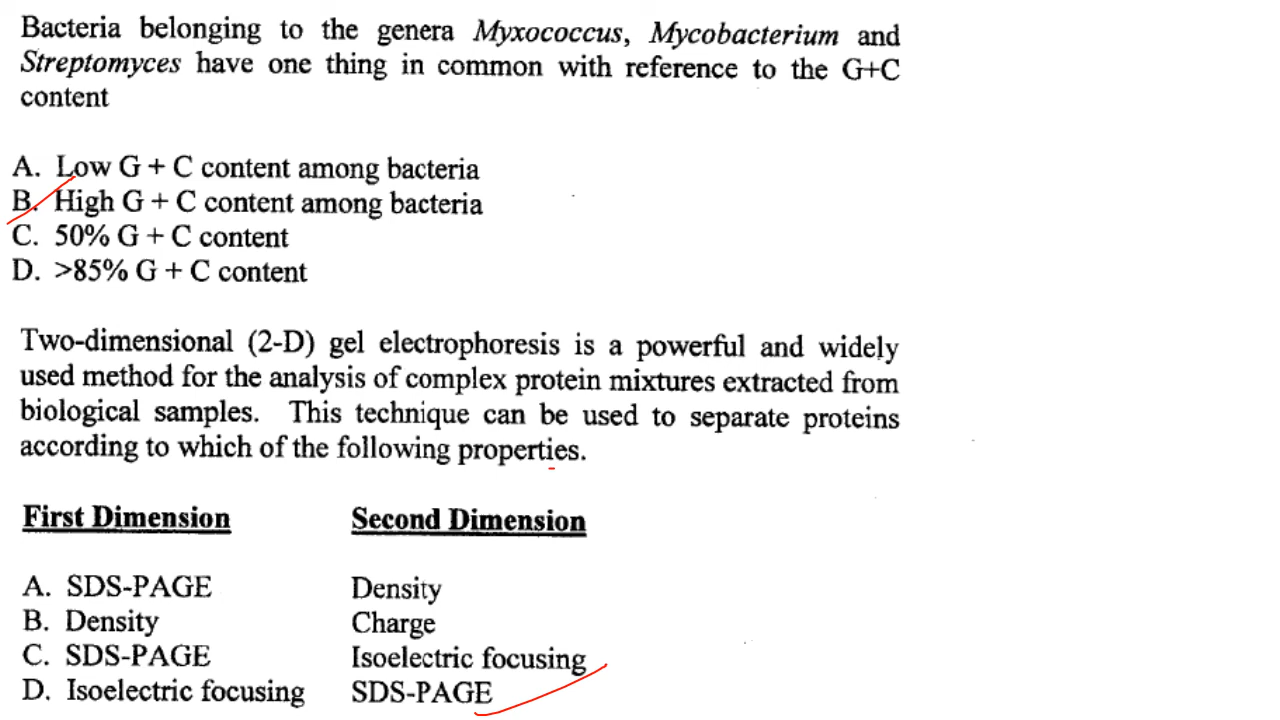 Bacteria belonging to the genera Myxococcus, Mycobacterium and
Streptomyces have one thing in common with reference to the G+C
content
A. Low G + C content among bacteria
B. High G + C content among bacteria
C. 50% G + C content
D. >85% G + C content
Two-dimensional (2-D) gel electrophoresis is a powerful and widely
used method for the analysis of complex protein mixtures extracted from
biological samples. This technique can be used to separate proteins
according to which of the following properties.
First Dimension Second Dimension
A. SDS-PAGE Density
B. Density Charge
C. SDS-PAGE Isoelectric focusing
D. Isoelectric focusing SDS-PAGE